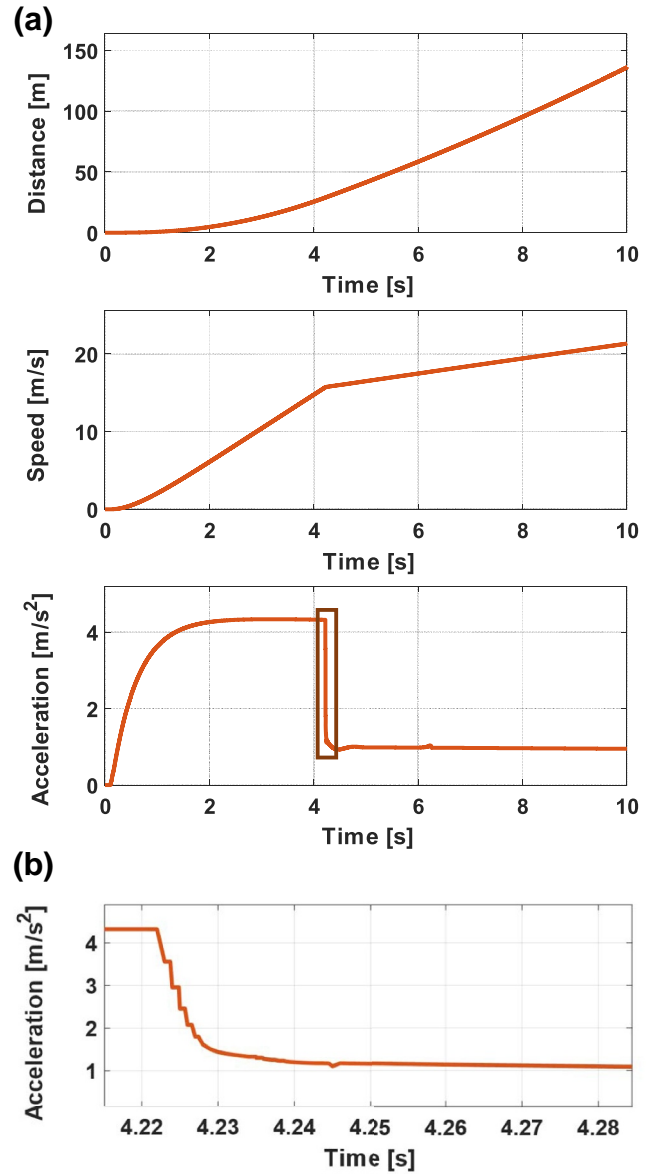 (a)
Distance [m]
150
100
50
0
0 2 4 6 8 10
Time [s]
Speed [m/s]
20
10
0
0 2 4 6 8 10
Time [s]
Acceleration [m/s²]
4
2
0
0 2 4 6 8 10
Time [s]
(b)
Acceleration [m/s²]
4
3
2
1
4.22 4.23 4.24 4.25 4.26 4.27 4.28
Time [s]